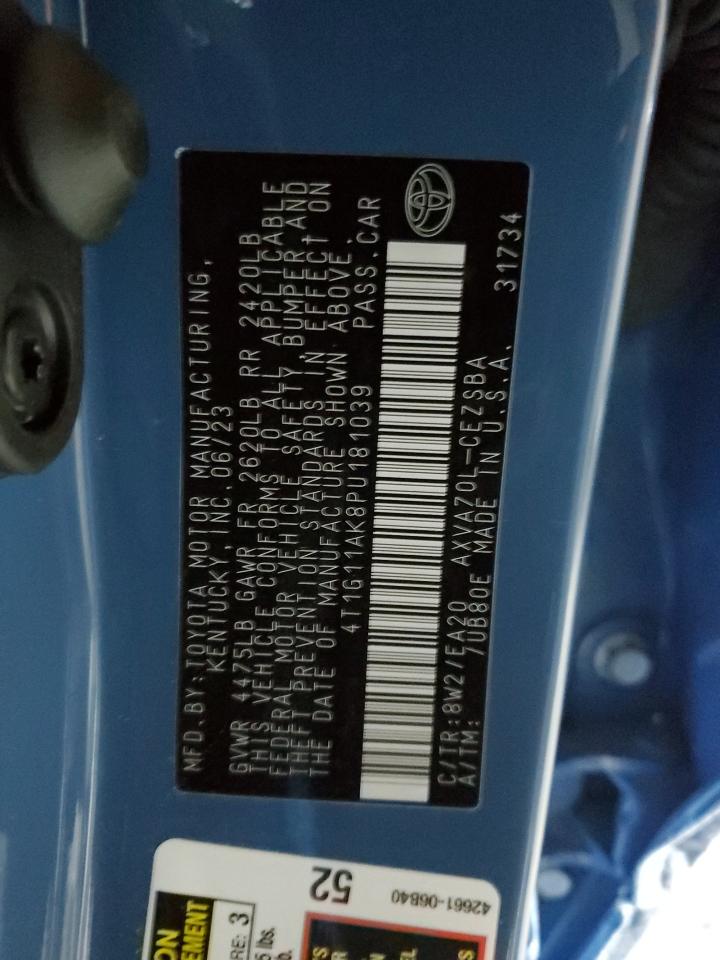 MFD.BY:TOYOTA MOTOR MANUFACTURING,
KENTUCKY,INC.06/23
GVWR 4475LB GAWR FR 2620LB RR 2420LB
THIS VEHICLE CONFORMS TO ALL APPLICABLE
FEDERAL MOTOR VEHICLE SAFETY, BUMPER,AND
THEFT PREVENTION STANDARDS IN EFFECT ON
THE DATE OF MANUFACTURE SHOWN ABOVE.
4T1G11AK8PU181039 PASS.CAR
C/TR:8W2/EA20 AXVA70L-CEZSBA
A/TM: 7UB80E MADE IN U.S.A. 31734
52
42661-06B40
3